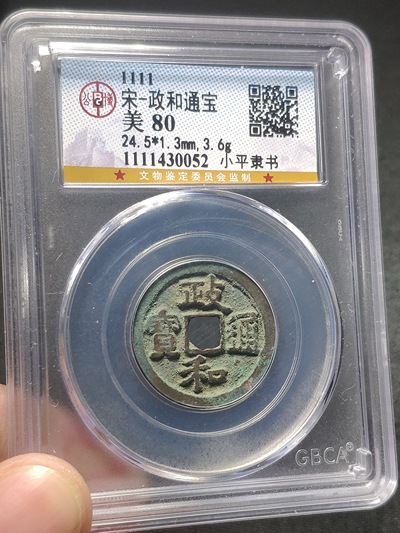 1111
宋-政和通宝
美 80
24.5*1.3mm,3.6g
1111430052 小平隶书
★ 文物鉴定委员会监制 ★
政
寶 通
和
GBCA®